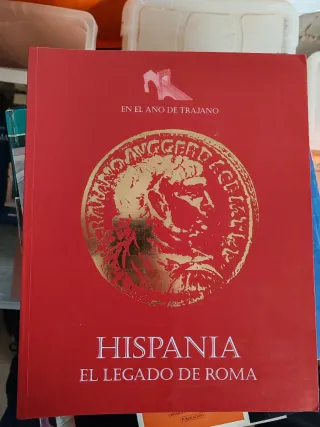 EN EL AÑO DE TRAJANO
HISPANIA
EL LEGADO DE ROMA